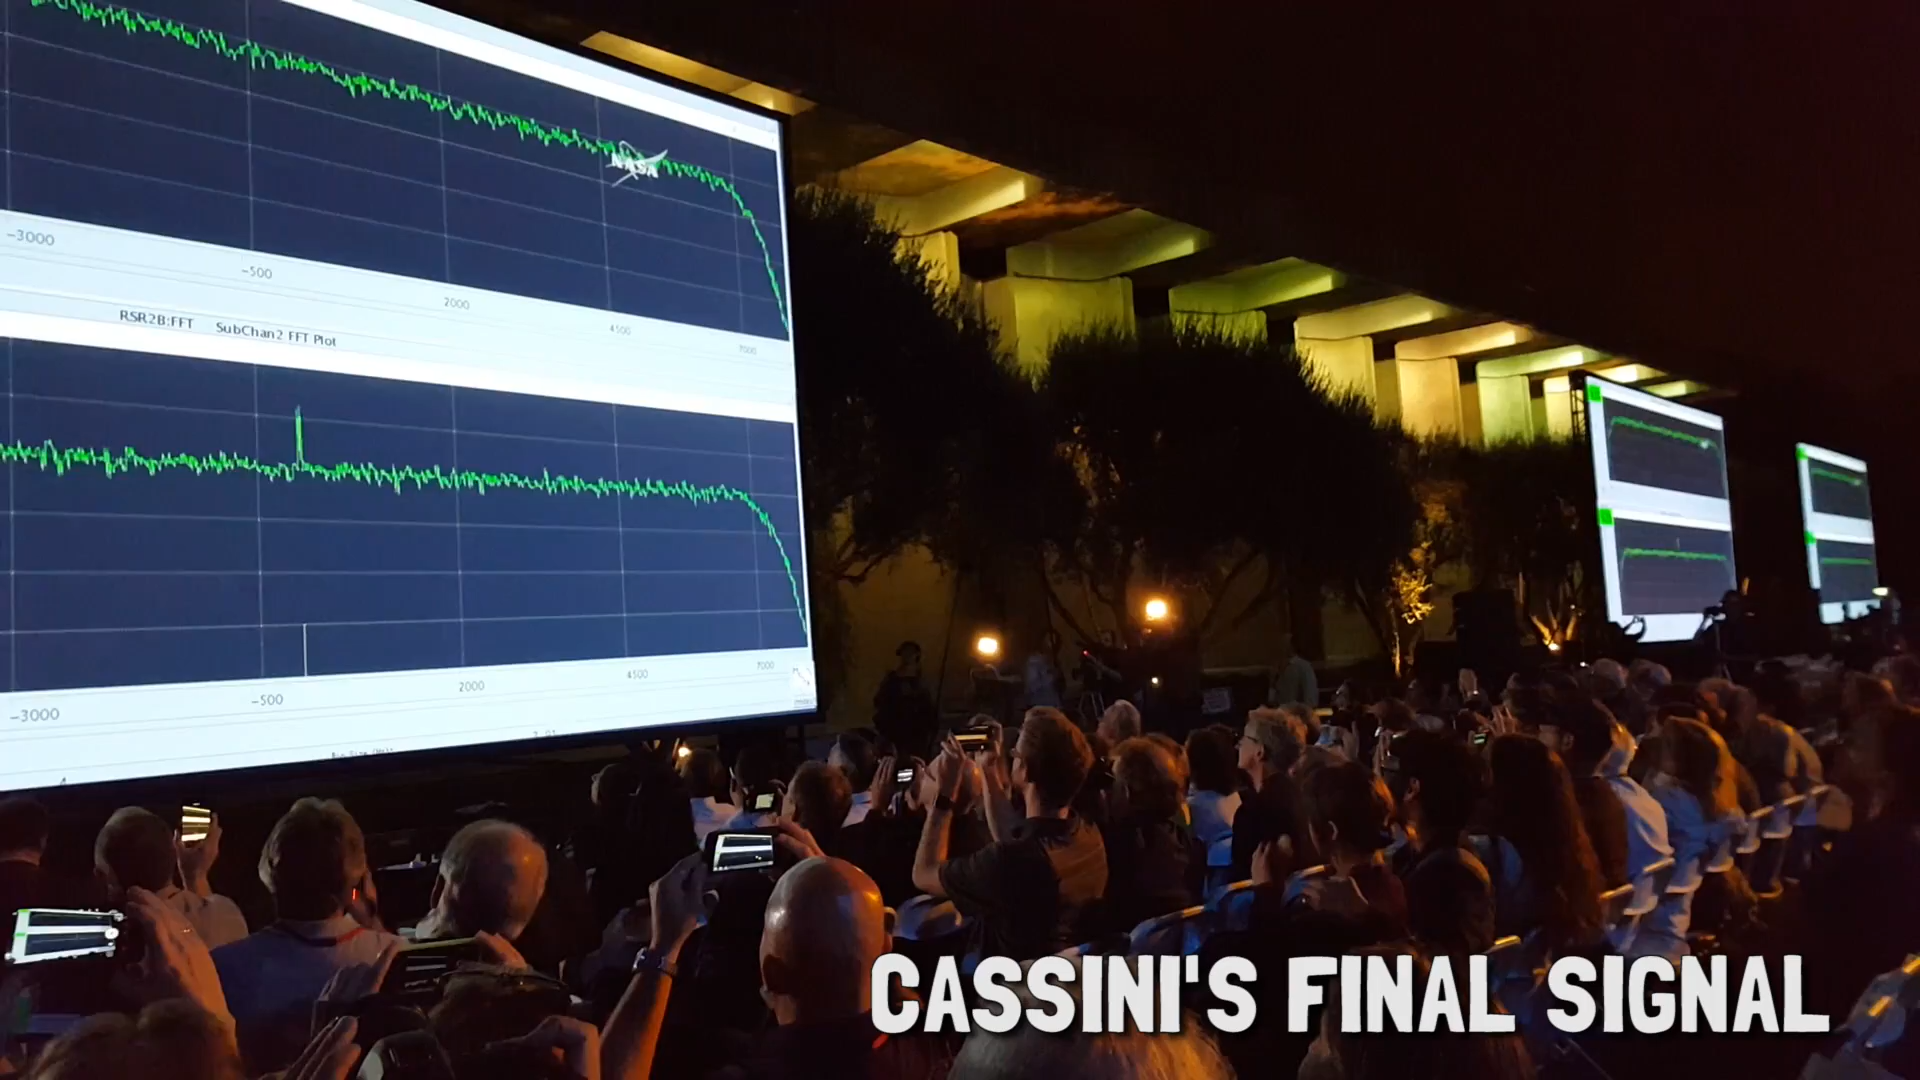 NASA
-3000 -500 2000 4500 7000
RSR2B:FFT SubChan2 FFT Plot
-3000 -500 2000 4500 7000
CASSINI'S FINAL SIGNAL